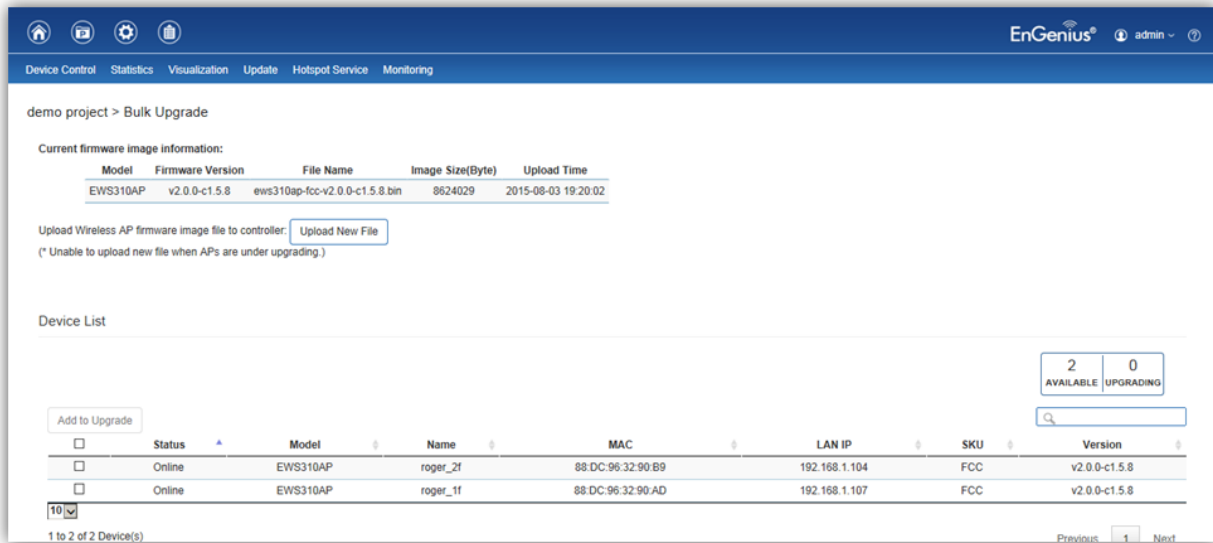 EnGenius® admin
Device Control Statistics Visualization Update Hotspot Service Monitoring
demo project > Bulk Upgrade
Current firmware image information:
Model Firmware Version File Name Image Size(Byte) Upload Time
EWS310AP v2.0.0-c1.5.8 ews310ap-fcc-v2.0.0-c1.5.8.bin 8624029 2015-08-03 19:20:02
Upload Wireless AP firmware image file to controller: Upload New File
(* Unable to upload new file when APs are under upgrading.)
Device List
2 0
AVAILABLE UPGRADING
Add to Upgrade
Status Model Name MAC LAN IP SKU Version
Online EWS310AP roger_2f 88:DC:96:32:90:B9 192.168.1.104 FCC v2.0.0-c1.5.8
Online EWS310AP roger_1f 88:DC:96:32:90:AD 192.168.1.107 FCC v2.0.0-c1.5.8
10
1 to 2 of 2 Device(s) Previous 1 Next